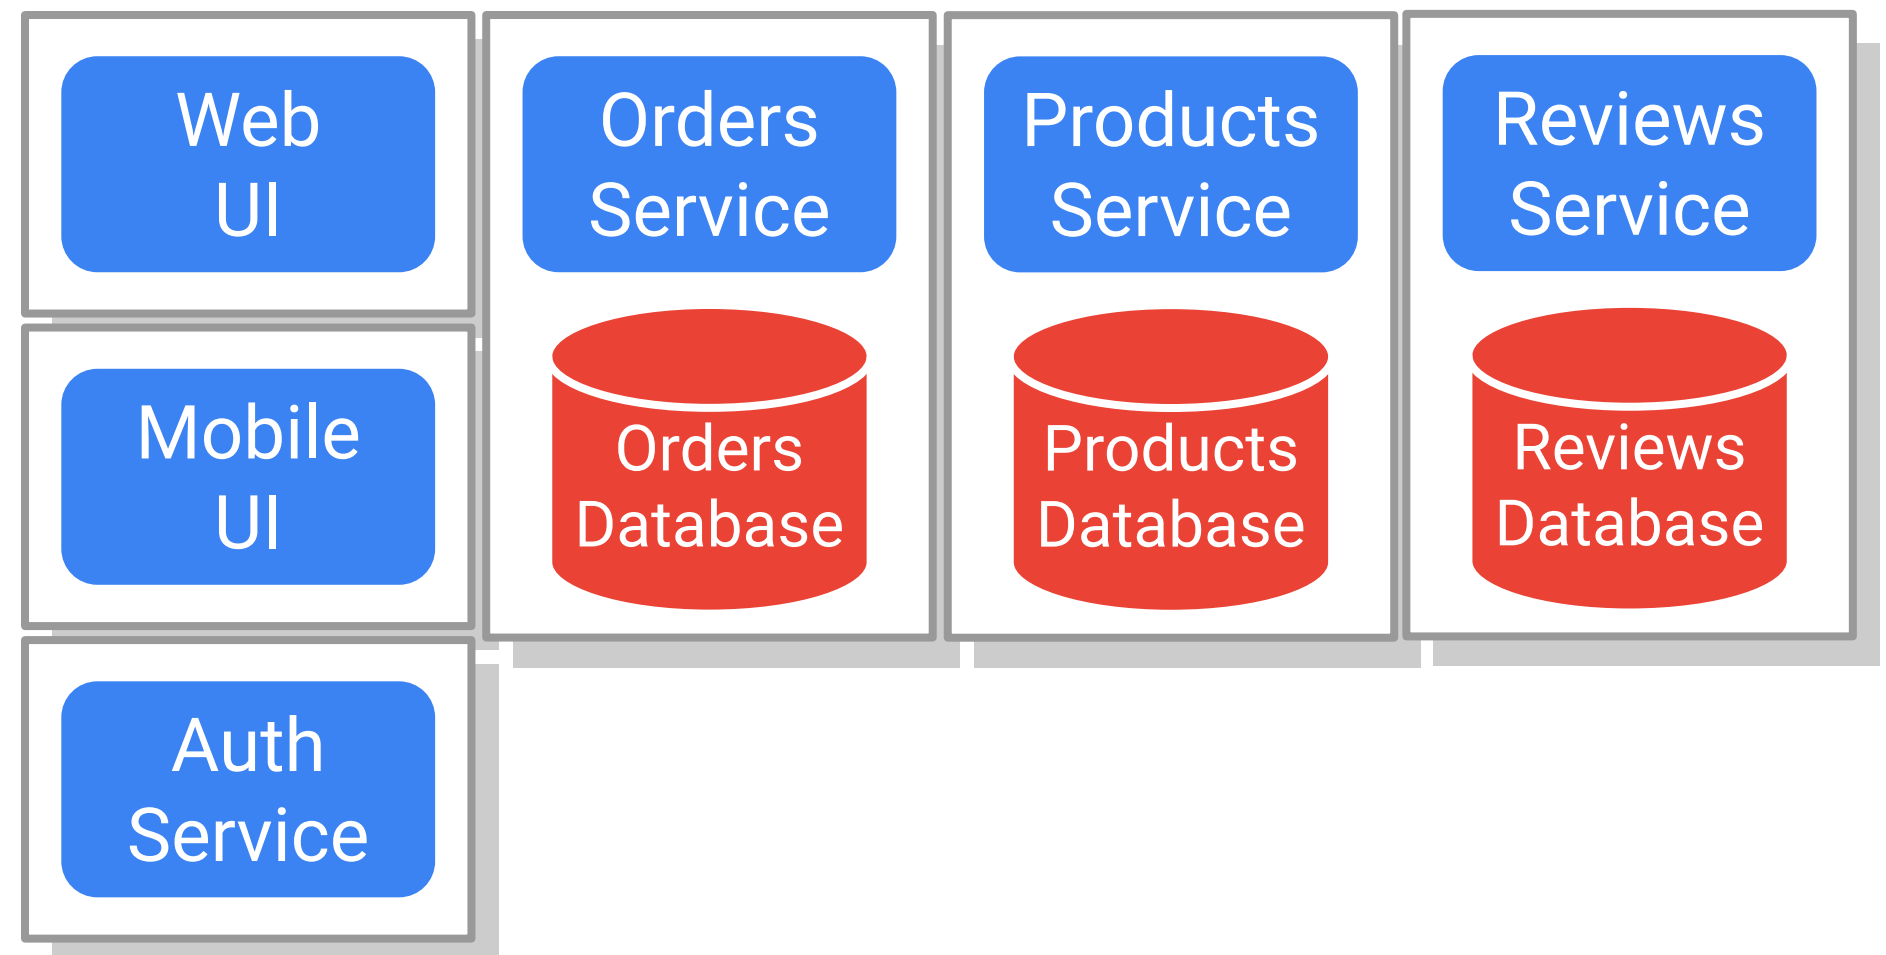 Web
UI
Orders
Service
Products
Service
Reviews
Service
Orders
Database
Products
Database
Reviews
Database
Mobile
UI
Auth
Service